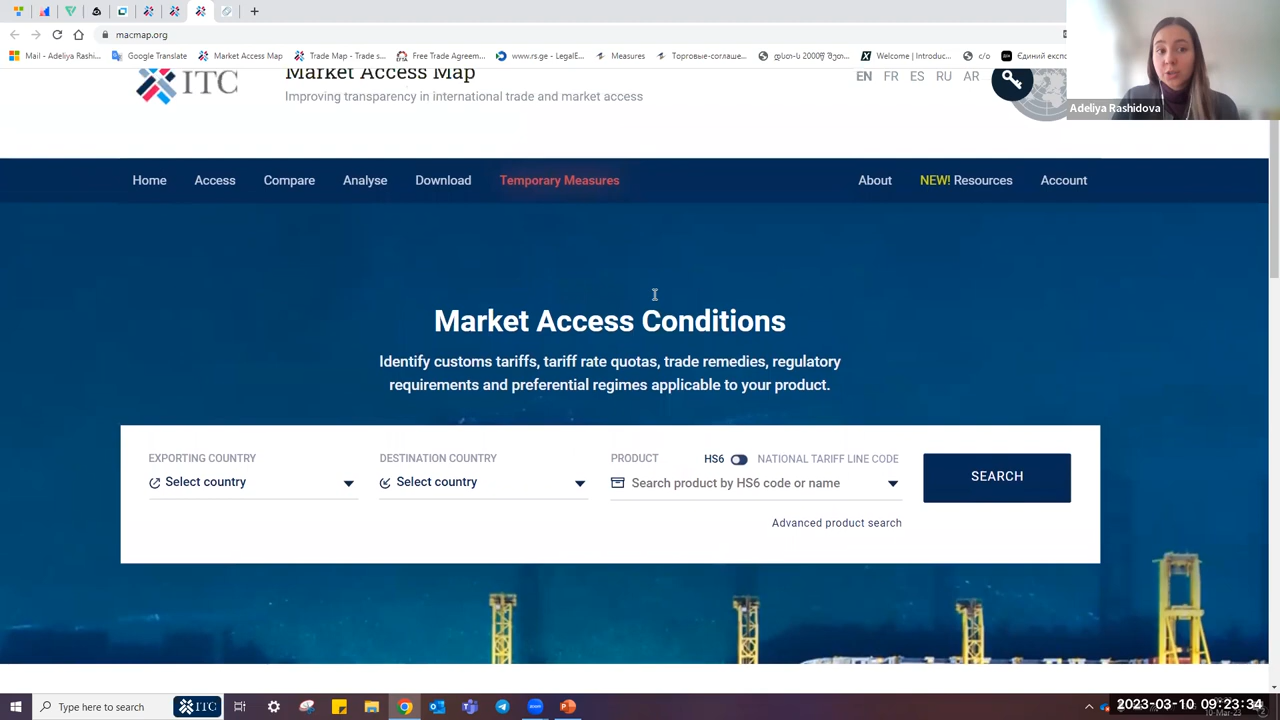 macmap.org
Mail - Adeliya Rashi...
Google Translate
Market Access Map
Trade Map - Trade s...
Free Trade Agreem...
www.rs.ge - LegalE...
Measures
Торговые-соглаше...
Welcome | Introduc...
с/о
Єдиний експо
ITC
Market Access Map
Improving transparency in international trade and market access
EN FR ES RU AR
Adeliya Rashidova
Home Access Compare Analyse Download Temporary Measures About NEW! Resources Account
Market Access Conditions
Identify customs tariffs, tariff rate quotas, trade remedies, regulatory
requirements and preferential regimes applicable to your product.
EXPORTING COUNTRY DESTINATION COUNTRY PRODUCT HS6 NATIONAL TARIFF LINE CODE
Select country Select country Search product by HS6 code or name SEARCH
Advanced product search
Type here to search
ITC
2023-03-10 09:23:34
10-Mar-23